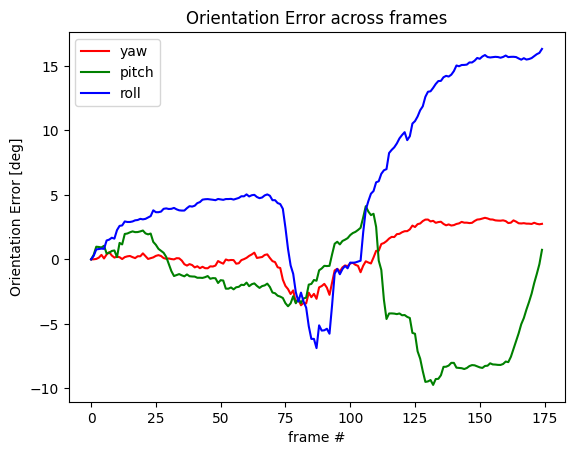 Orientation Error across frames
yaw
pitch
roll
Orientation Error [deg]
15
10
5
0
−5
−10
0 25 50 75 100 125 150 175
frame #